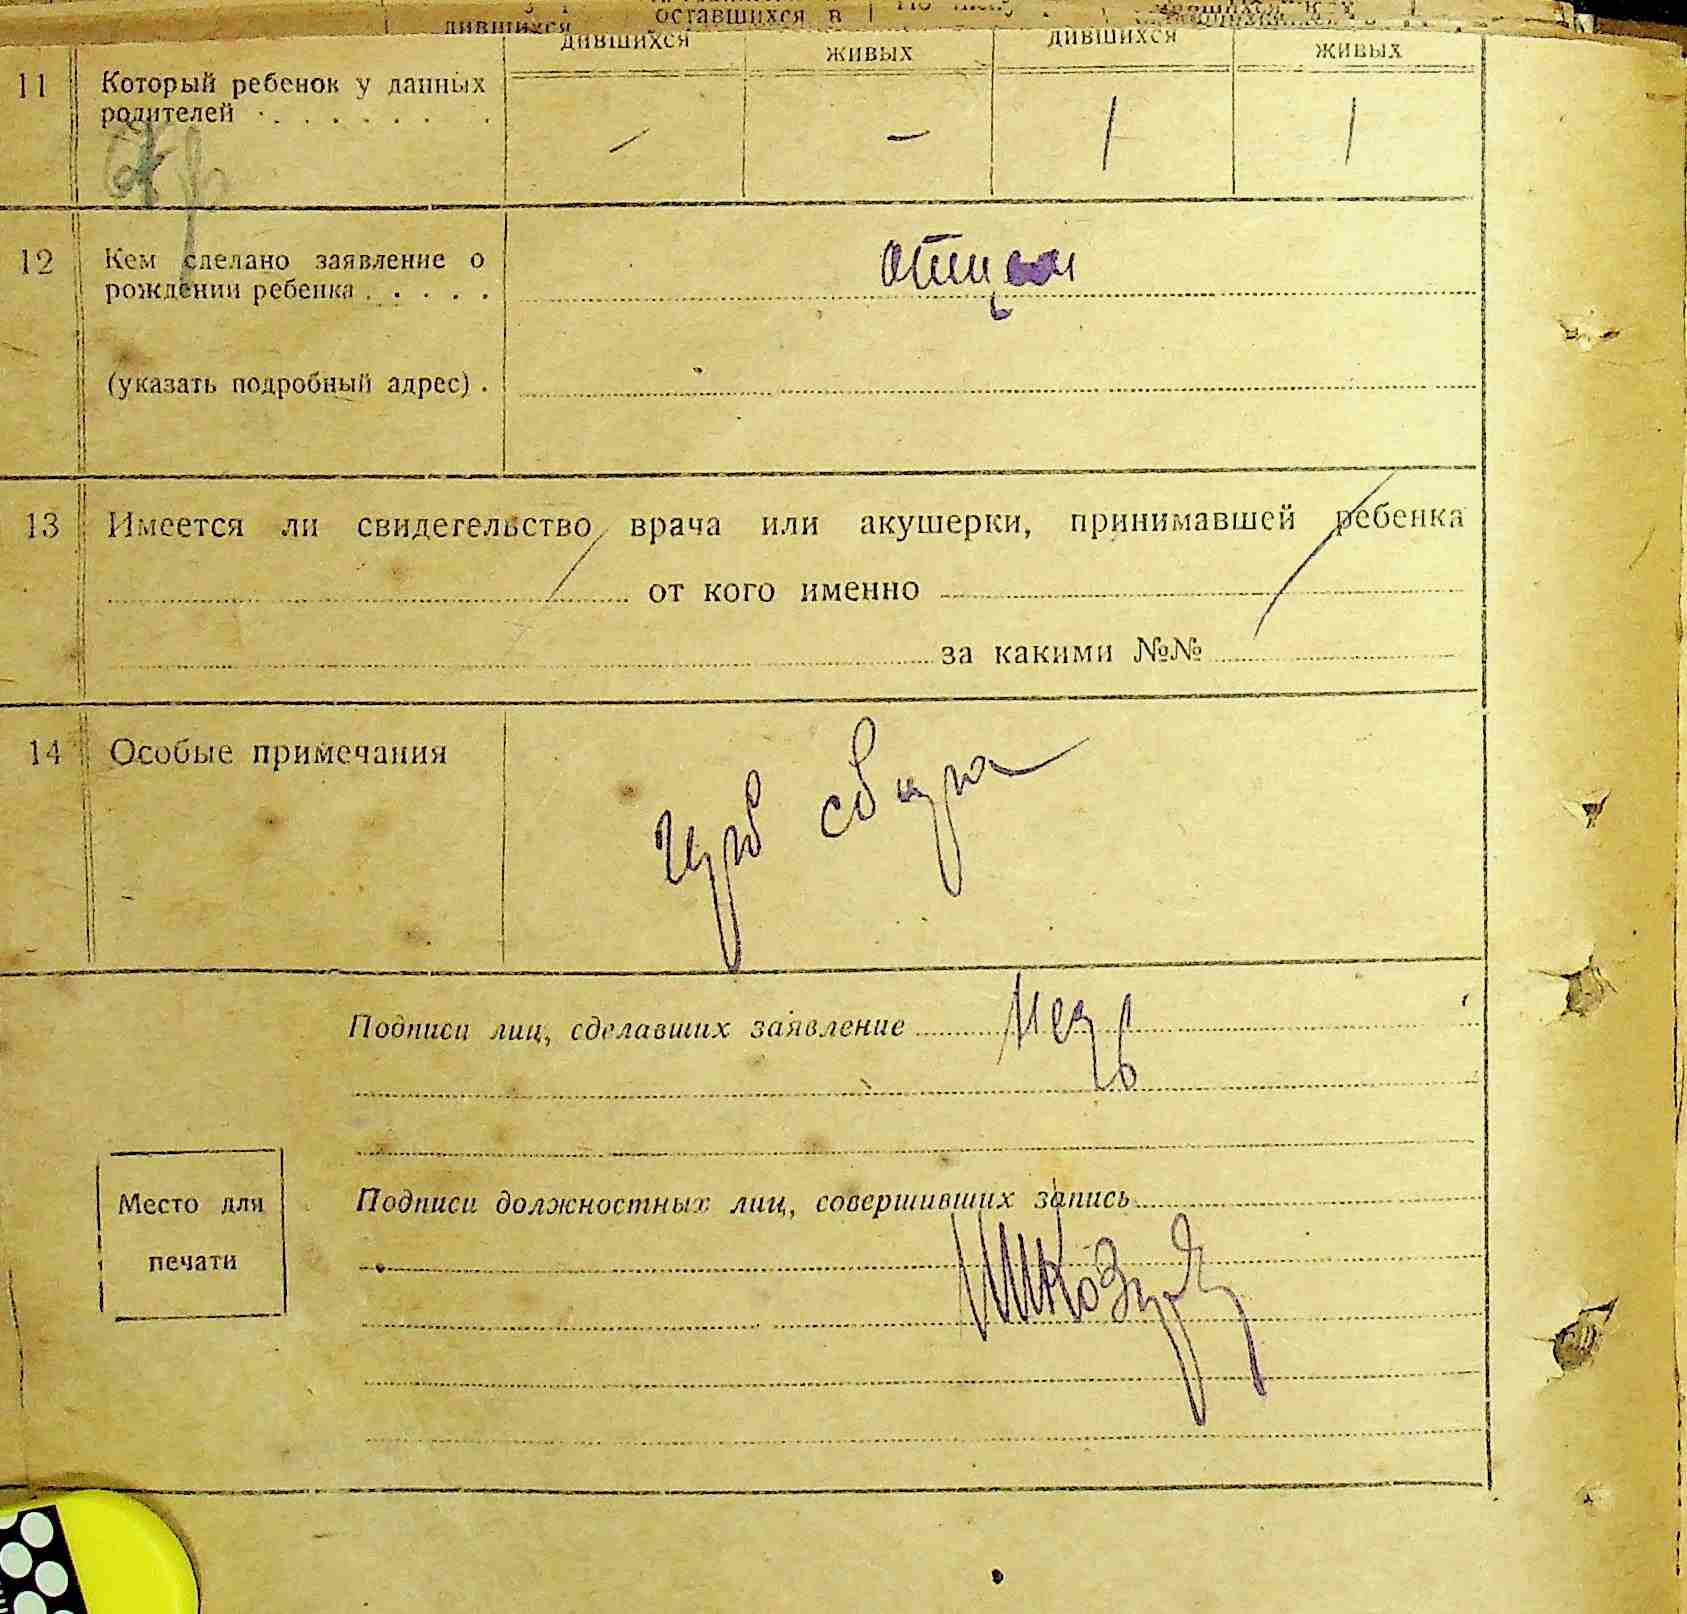 оставшихся в
дившихся
дившихся живых дившихся живых
11 Который ребенок у данных
родителей . . . . . . . .
— — 1 1
12 Кем сделано заявление о
рождении ребенка . . . . .
отцом
(указать подробный адрес) .
13 Имеется ли свидетельство врача или акушерки, принимавшей ребенка
от кого именно
за какими №№
14 Особые примечания
Подписи лиц, сделавших заявление
Подписи должностных лиц, совершивших запись
Место для
печати